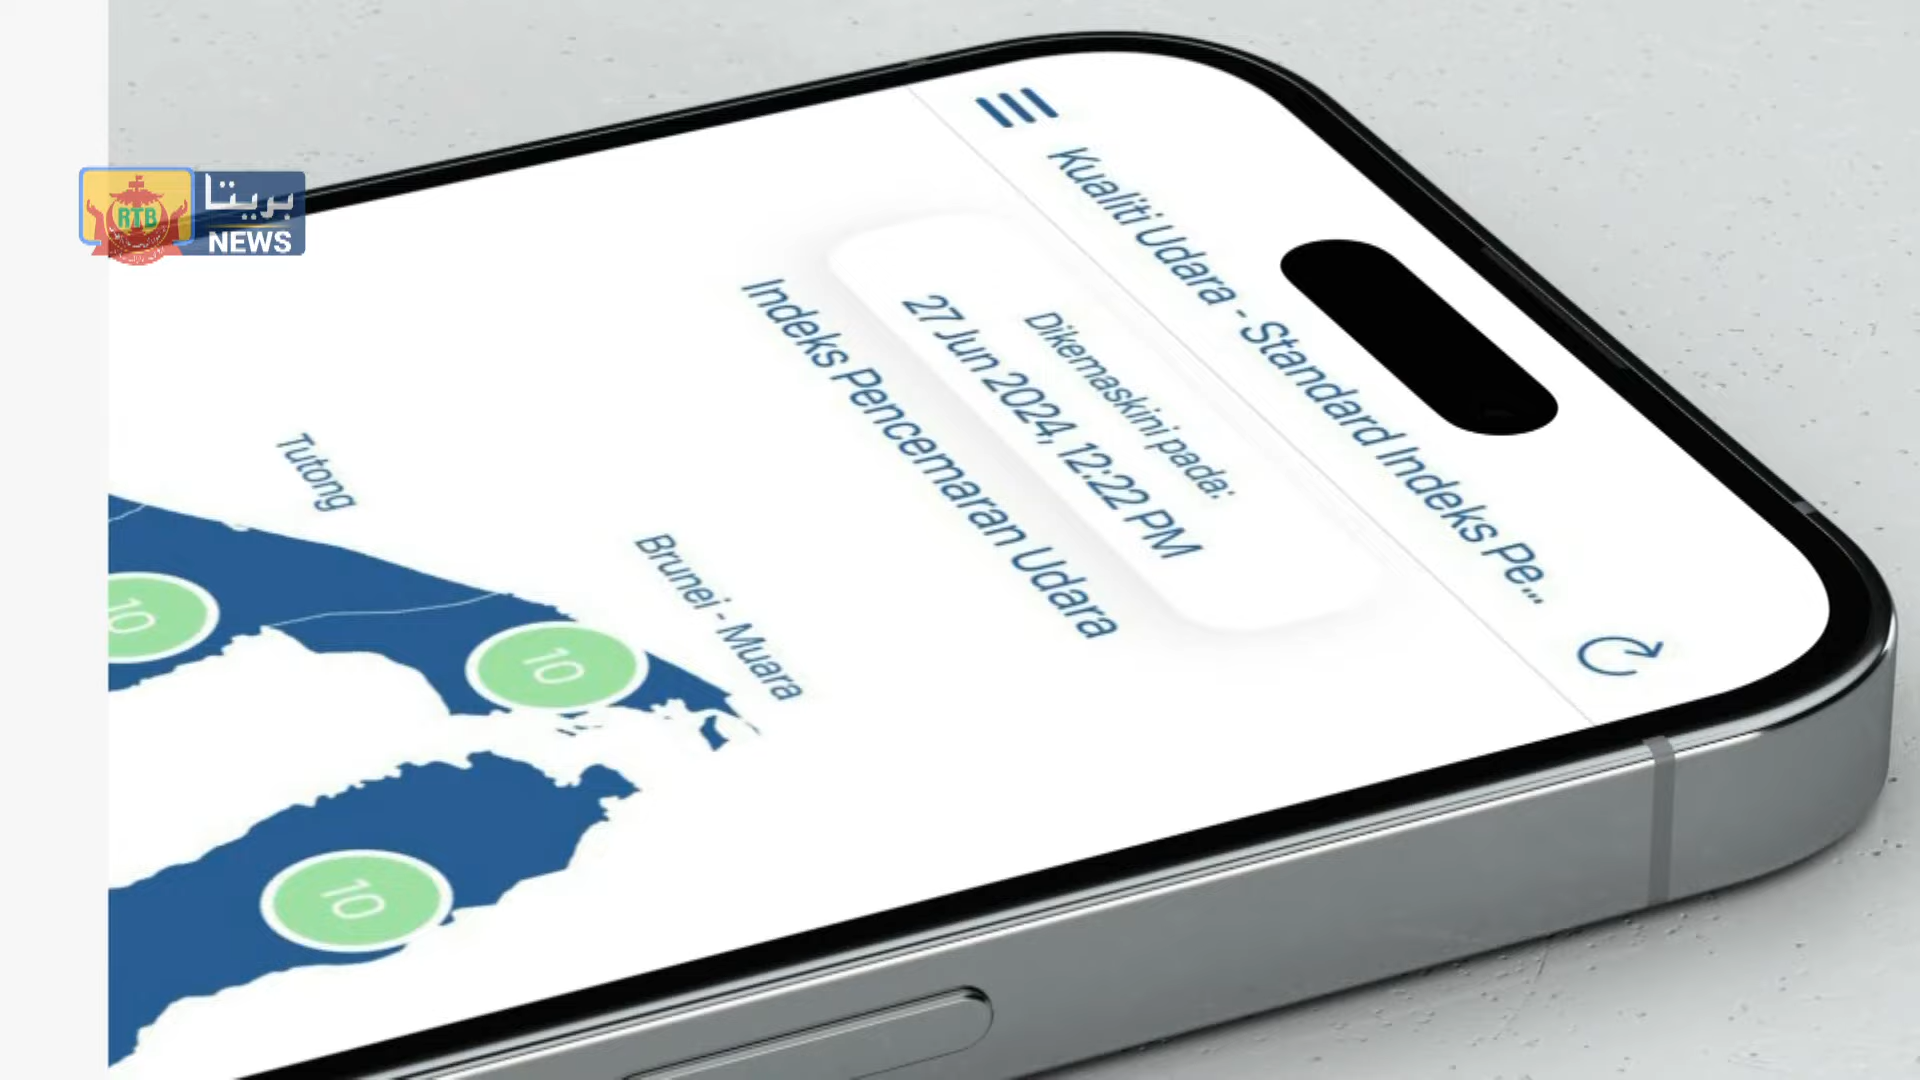 RTB
بريتا
NEWS
Kualiti Udara - Standard Indeks Pe...
Dikemaskini pada:
27 Jun 2024, 12:22 PM
Indeks Pencemaran Udara
Brunei - Muara
Tutong
10
10
10